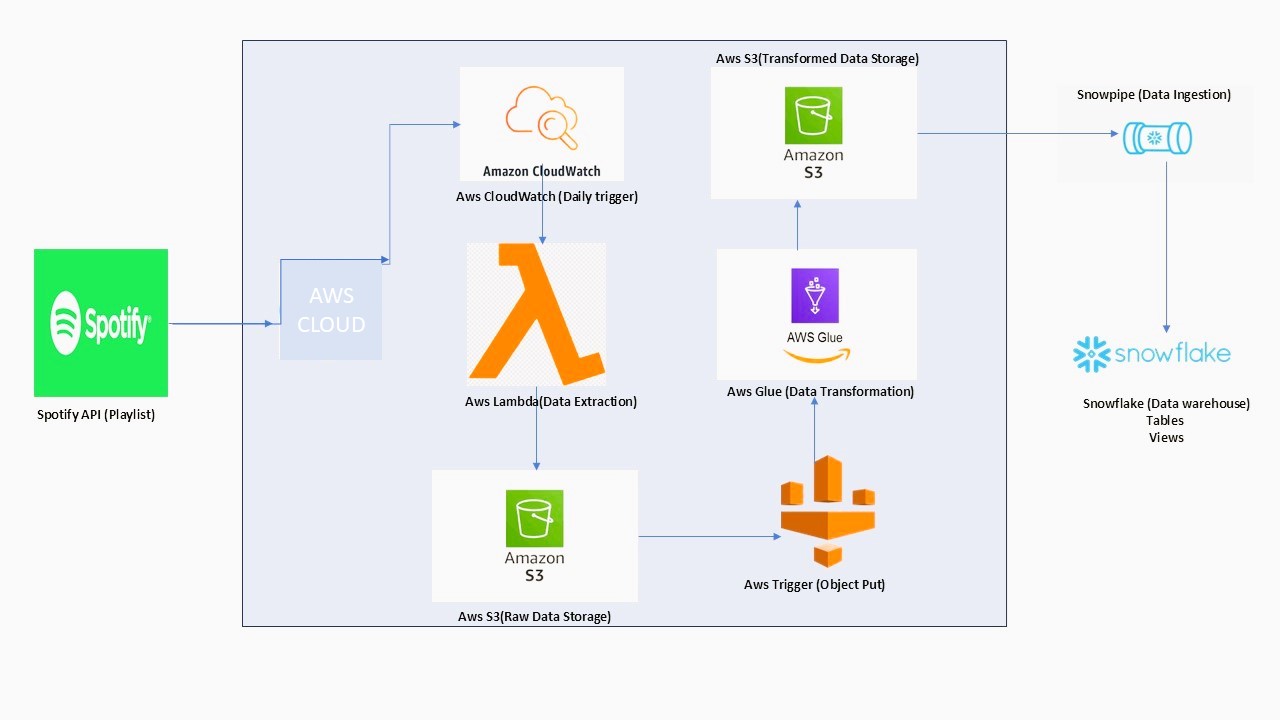 Spotify
Spotify API (Playlist)
AWS
CLOUD
Amazon CloudWatch
Aws CloudWatch (Daily trigger)
Aws Lambda(Data Extraction)
Amazon
S3
Aws S3(Raw Data Storage)
Aws Trigger (Object Put)
AWS Glue
Aws Glue (Data Transformation)
Aws S3(Transformed Data Storage)
Amazon
S3
Snowpipe (Data Ingestion)
snowflake
Snowflake (Data warehouse)
Tables
Views